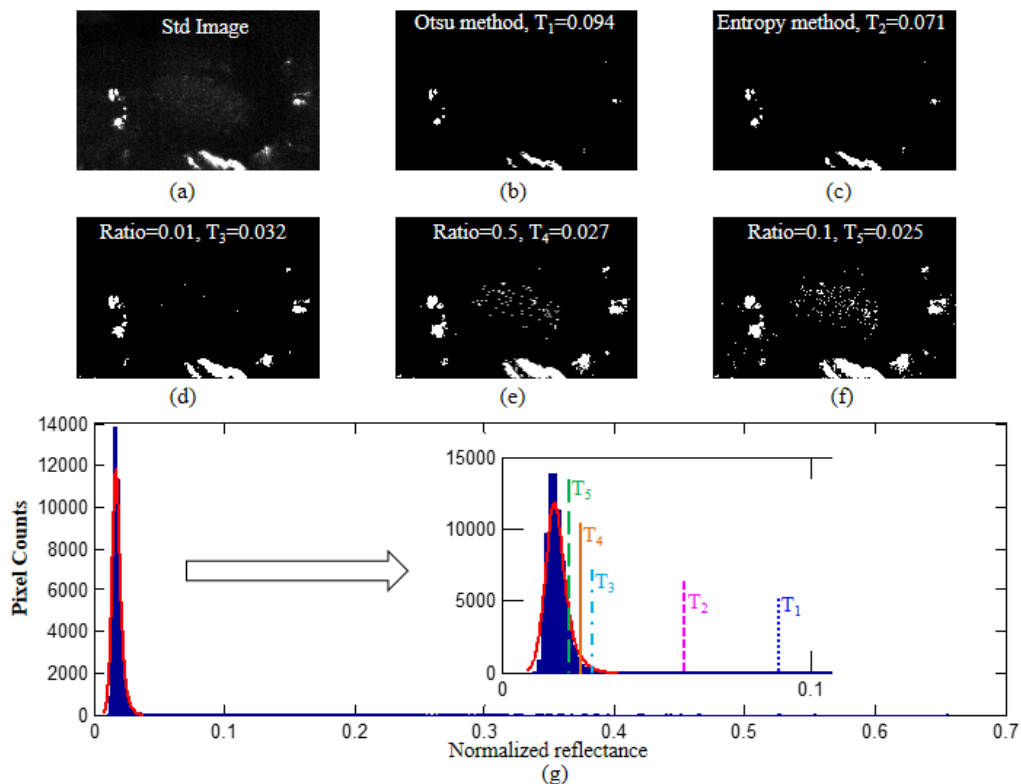 Std Image
Otsu method, T1=0.094
Entropy method, T2=0.071
(a)
(b)
(c)
Ratio=0.01, T3=0.032
Ratio=0.5, T4=0.027
Ratio=0.1, T5=0.025
(d)
(e)
(f)
14000
12000
10000
8000
6000
4000
2000
0
Pixel Counts
15000
10000
5000
0
T5
T4
T3
T2
T1
0
0.1
0
0.1
0.2
0.3
0.4
0.5
0.6
0.7
Normalized reflectance
(g)